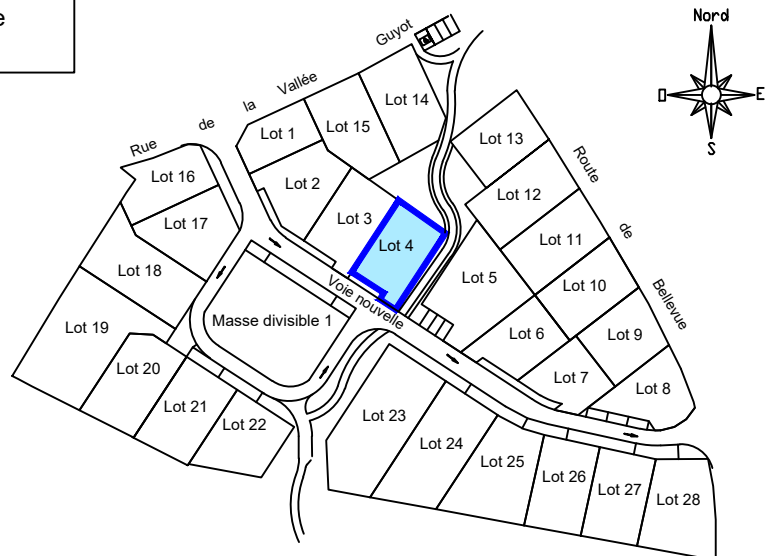 e
Nord
O
E
S
Rue de la Vallée Guyot
Lot 1
Lot 15
Lot 14
Lot 13
Lot 16
Lot 2
Lot 12
Route de Bellevue
Lot 17
Lot 3
Lot 4
Lot 11
Lot 18
Lot 5
Lot 10
Voie nouvelle
Masse divisible 1
Lot 19
Lot 6
Lot 9
Lot 20
Lot 7
Lot 8
Lot 21
Lot 22
Lot 23
Lot 24
Lot 25
Lot 26
Lot 27
Lot 28